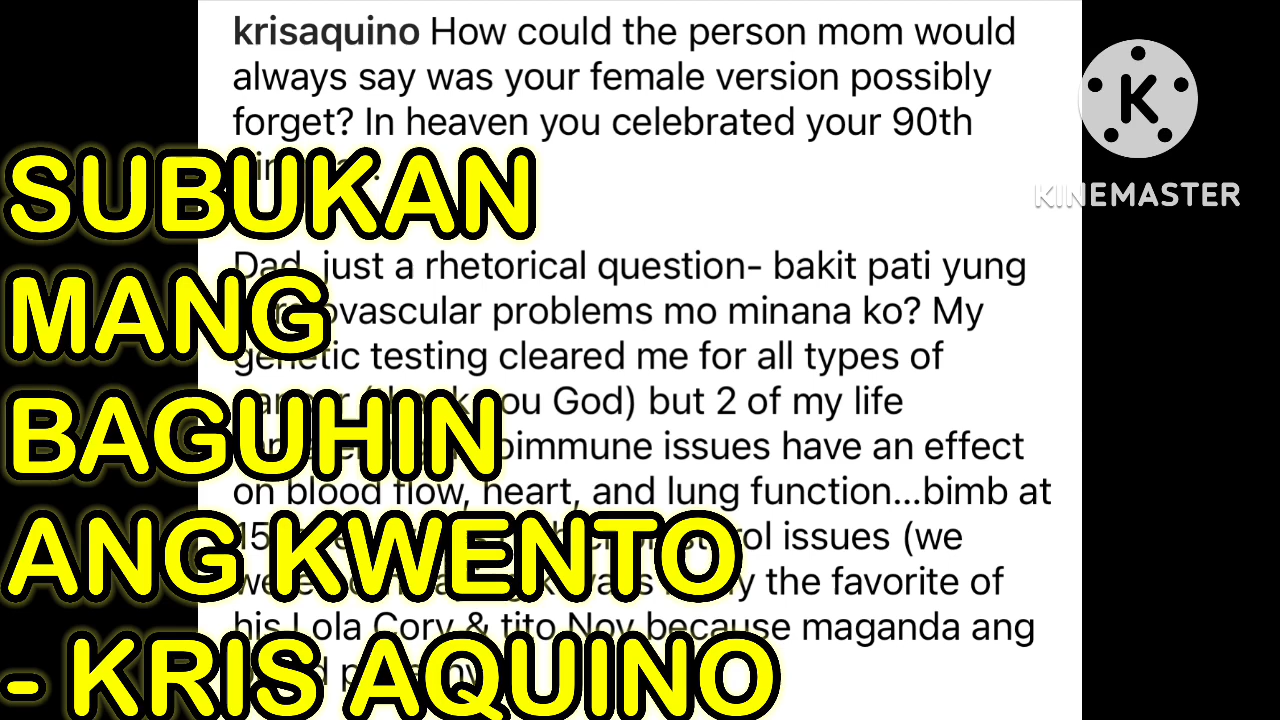 krisaquino How could the person mom would
always say was your female version possibly
forget? In heaven you celebrated your 90th
Dad, just a rhetorical question- bakit pati yung
problems mo minana ko? My
genetic testing cleared me for all types of
(thank you God) but 2 of my life
issues have an effect
on blood flow, heart, and lung function...bimb at
issues (we
the favorite of
his Lola Cory & tito Noy because maganda ang
SUBUKAN
MANG
BAGUHIN
ANG KWENTO
- KRIS AQUINO
K
KINEMASTER